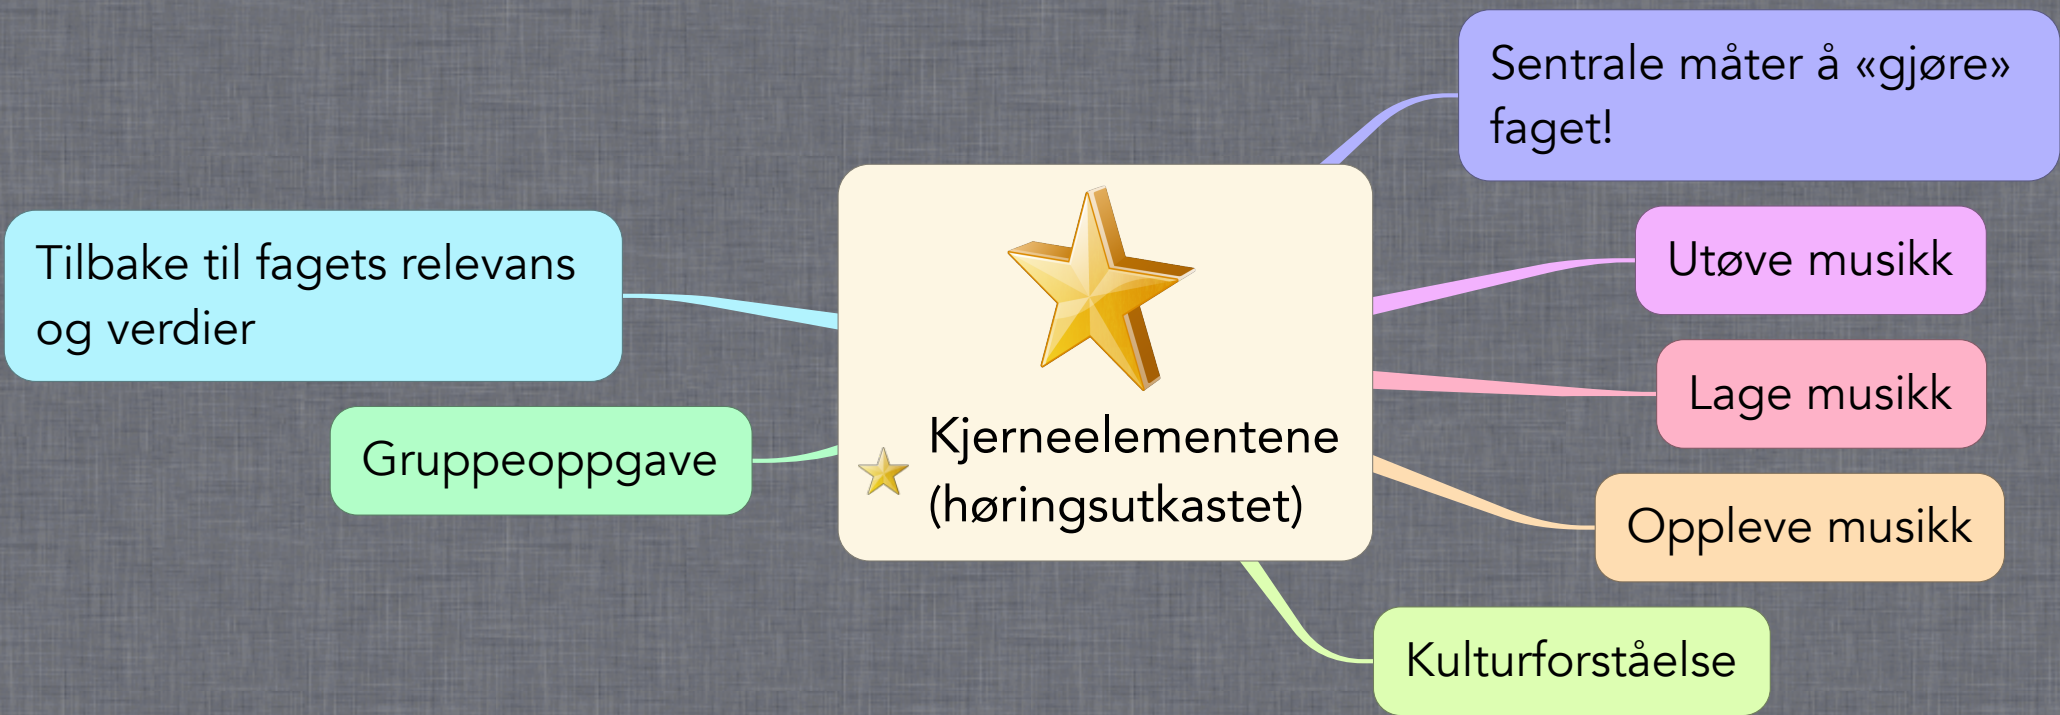 Sentrale måter å «gjøre»
faget!
Utøve musikk
Lage musikk
Oppleve musikk
Kulturforståelse
Kjerneelementene
(høringsutkastet)
Tilbake til fagets relevans
og verdier
Gruppeoppgave